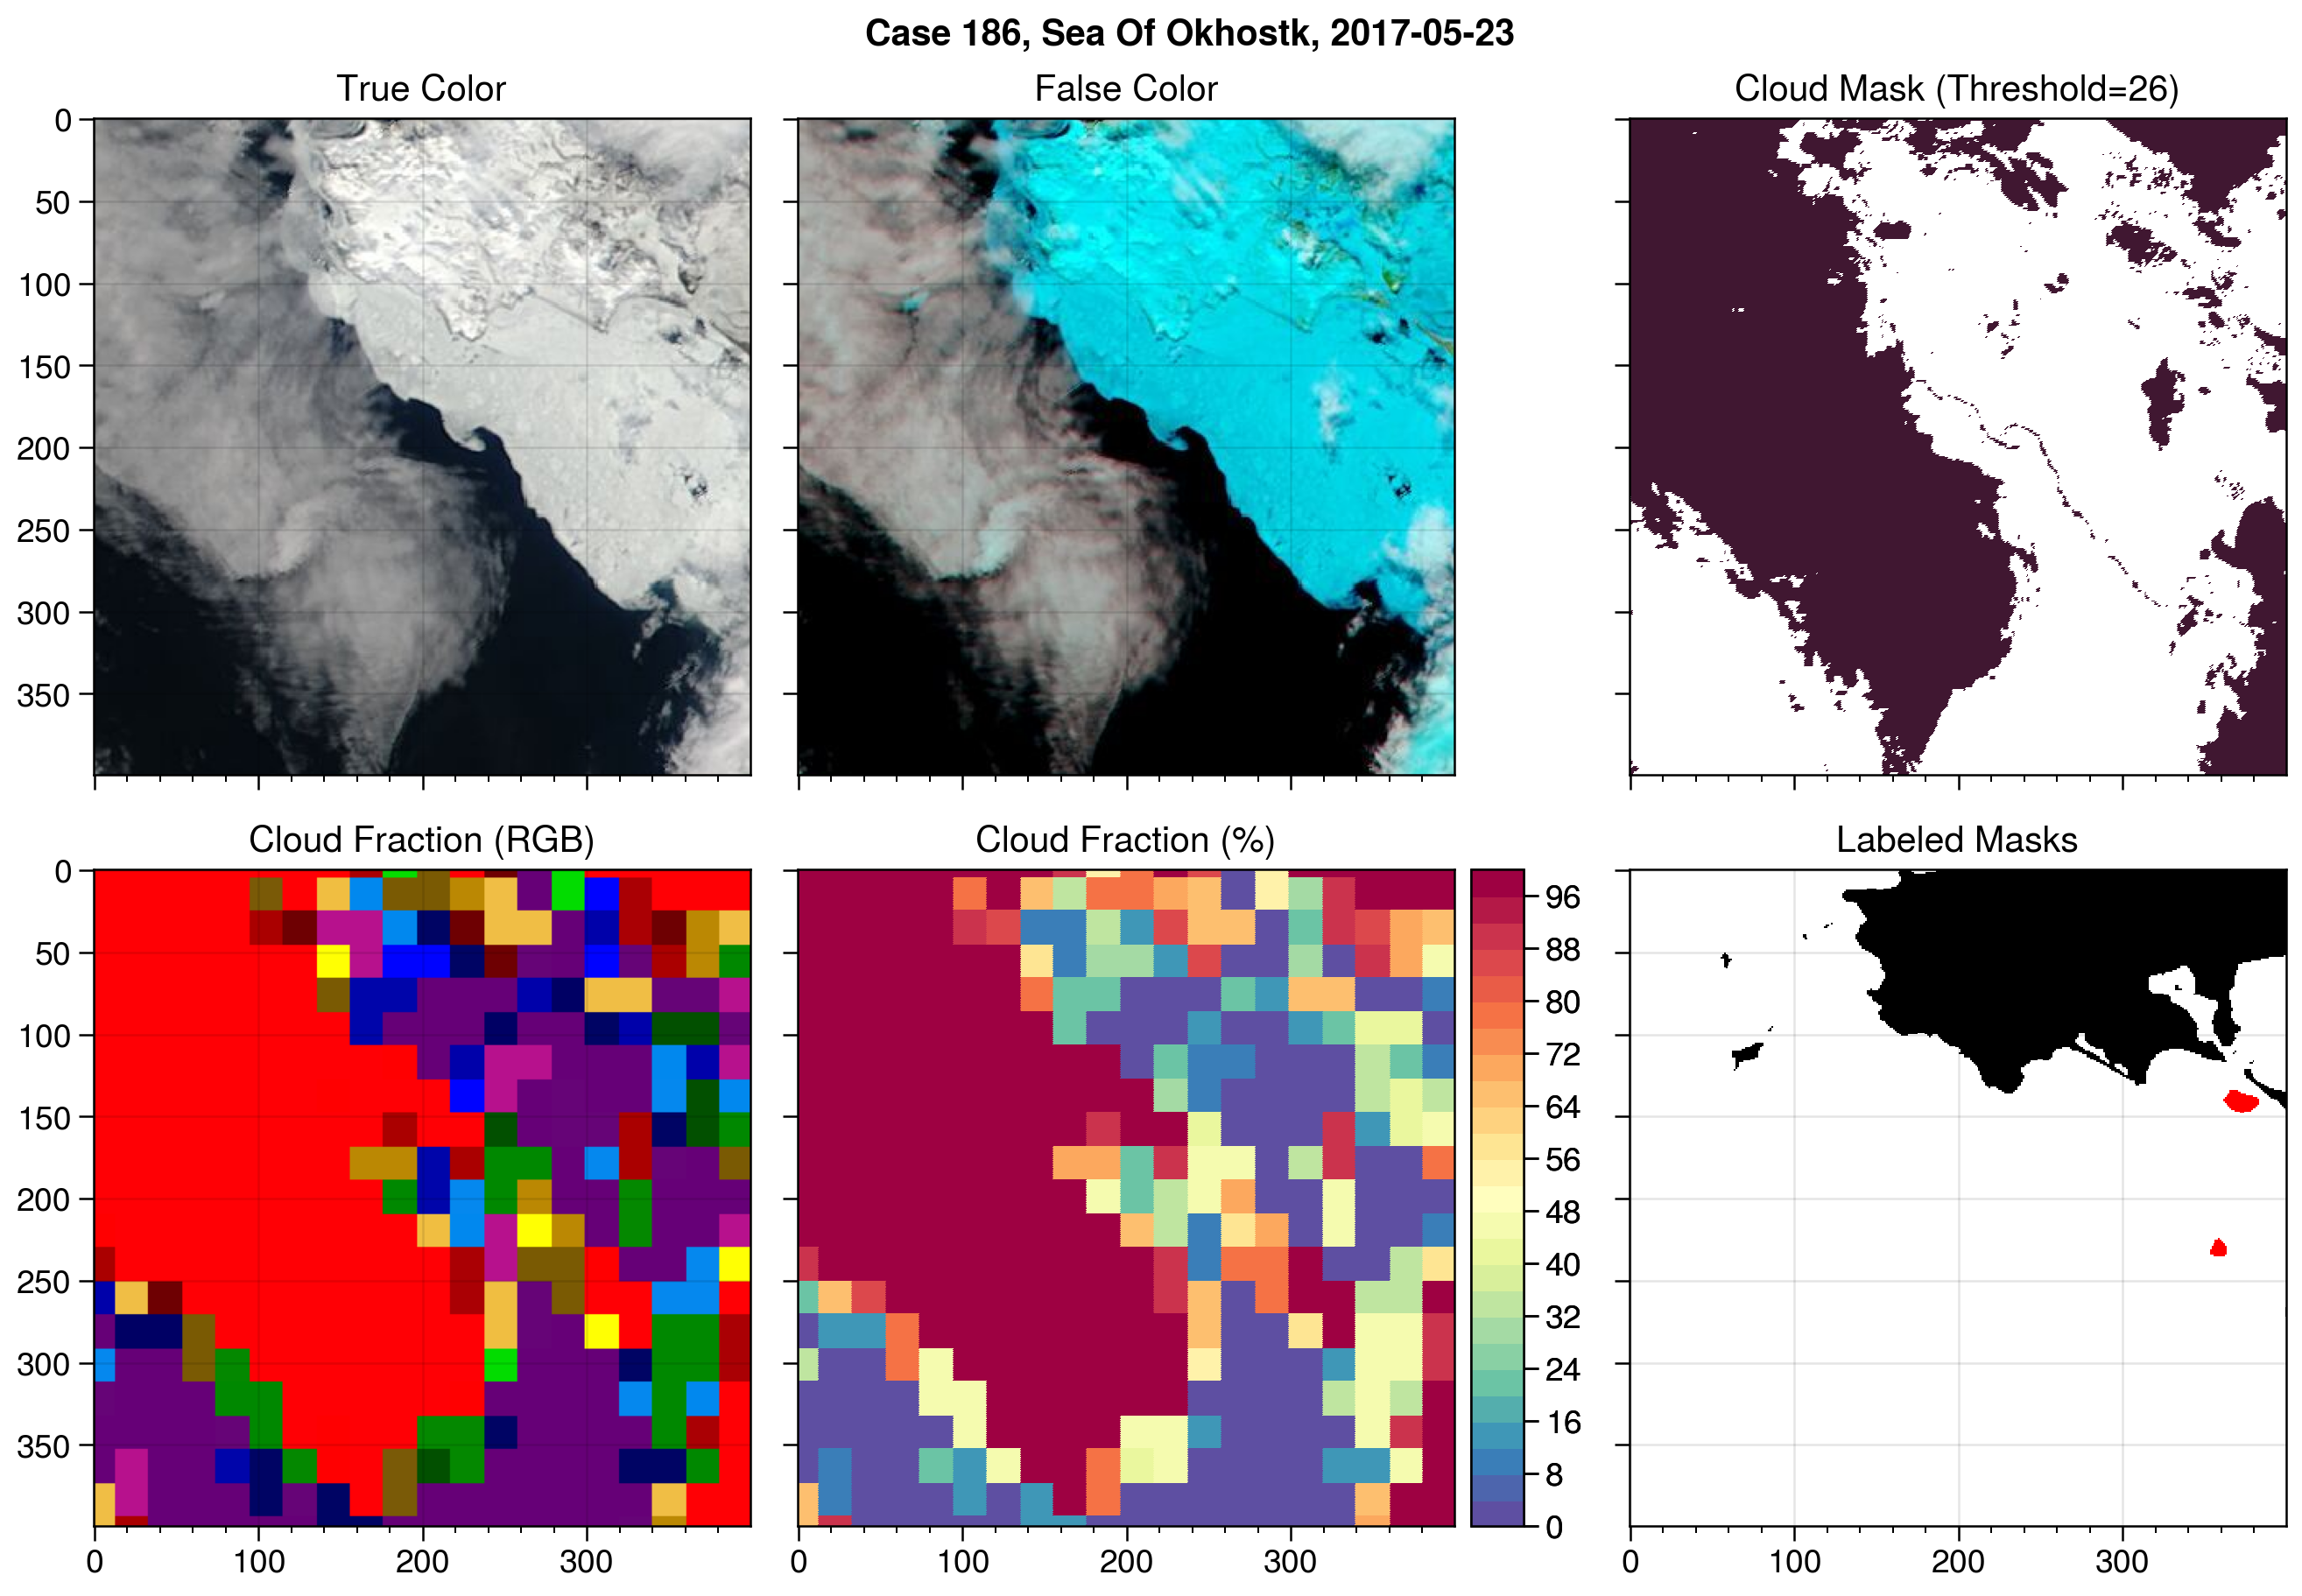 Case 186, Sea Of Okhostk, 2017-05-23
True Color
False Color
Cloud Mask (Threshold=26)
0
50
100
150
200
250
300
350
Cloud Fraction (RGB)
Cloud Fraction (%)
Labeled Masks
0
50
100
150
200
250
300
350
96
88
80
72
64
56
48
40
32
24
16
8
0
0 100 200 300
0 100 200 300
0 100 200 300